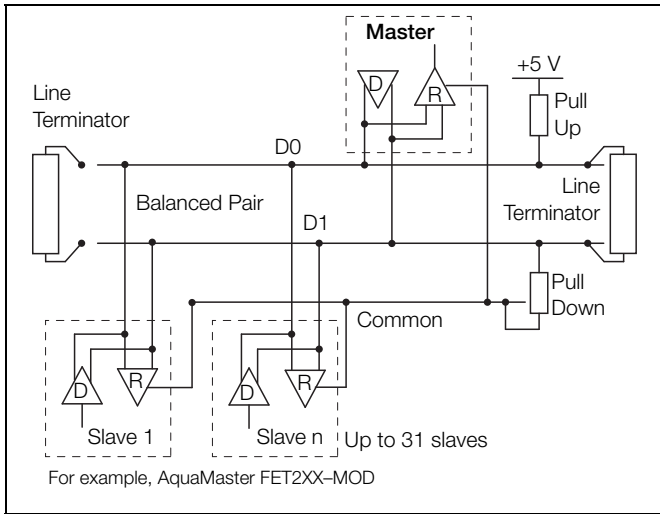 Master
+5 V
D
R
Line
Terminator
Pull
Up
D0
Balanced Pair
Line
Terminator
D1
Common
Pull
Down
D
R
D
R
Slave 1
Slave n
Up to 31 slaves
For example, AquaMaster FET2XX–MOD